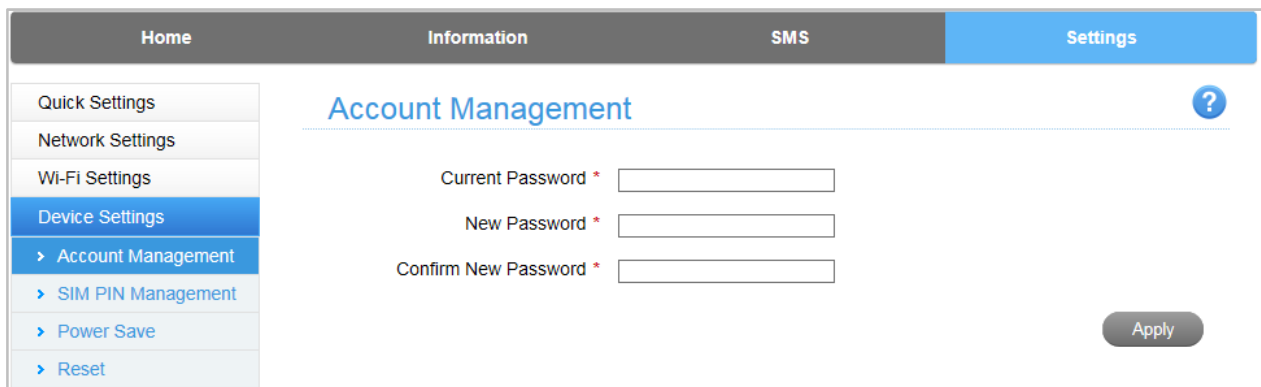 Home Information SMS Settings
Quick Settings
Network Settings
Wi-Fi Settings
Device Settings
Account Management
SIM PIN Management
Power Save
Reset
Account Management ?
Current Password *
New Password *
Confirm New Password *
Apply